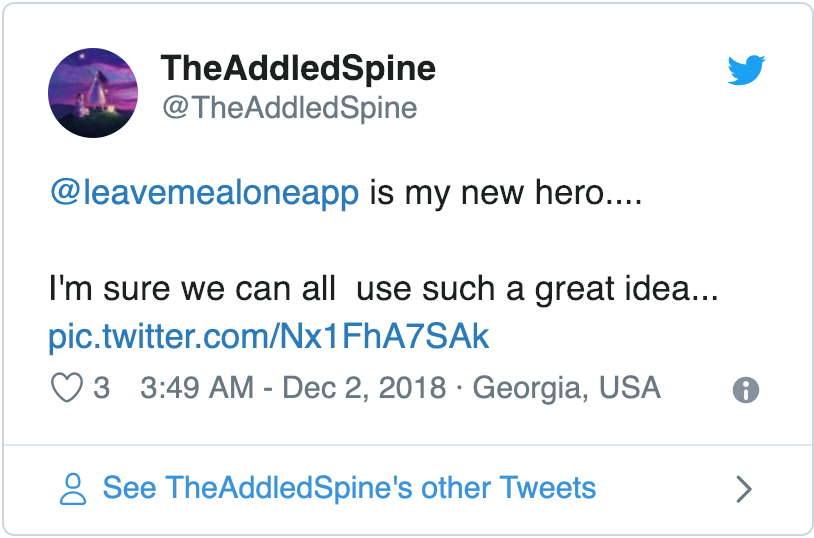 TheAddledSpine
@TheAddledSpine
@leavemealoneapp is my new hero....
I'm sure we can all  use such a great idea...
pic.twitter.com/Nx1FhA7SAk
3 3:49 AM - Dec 2, 2018 · Georgia, USA
See TheAddledSpine's other Tweets